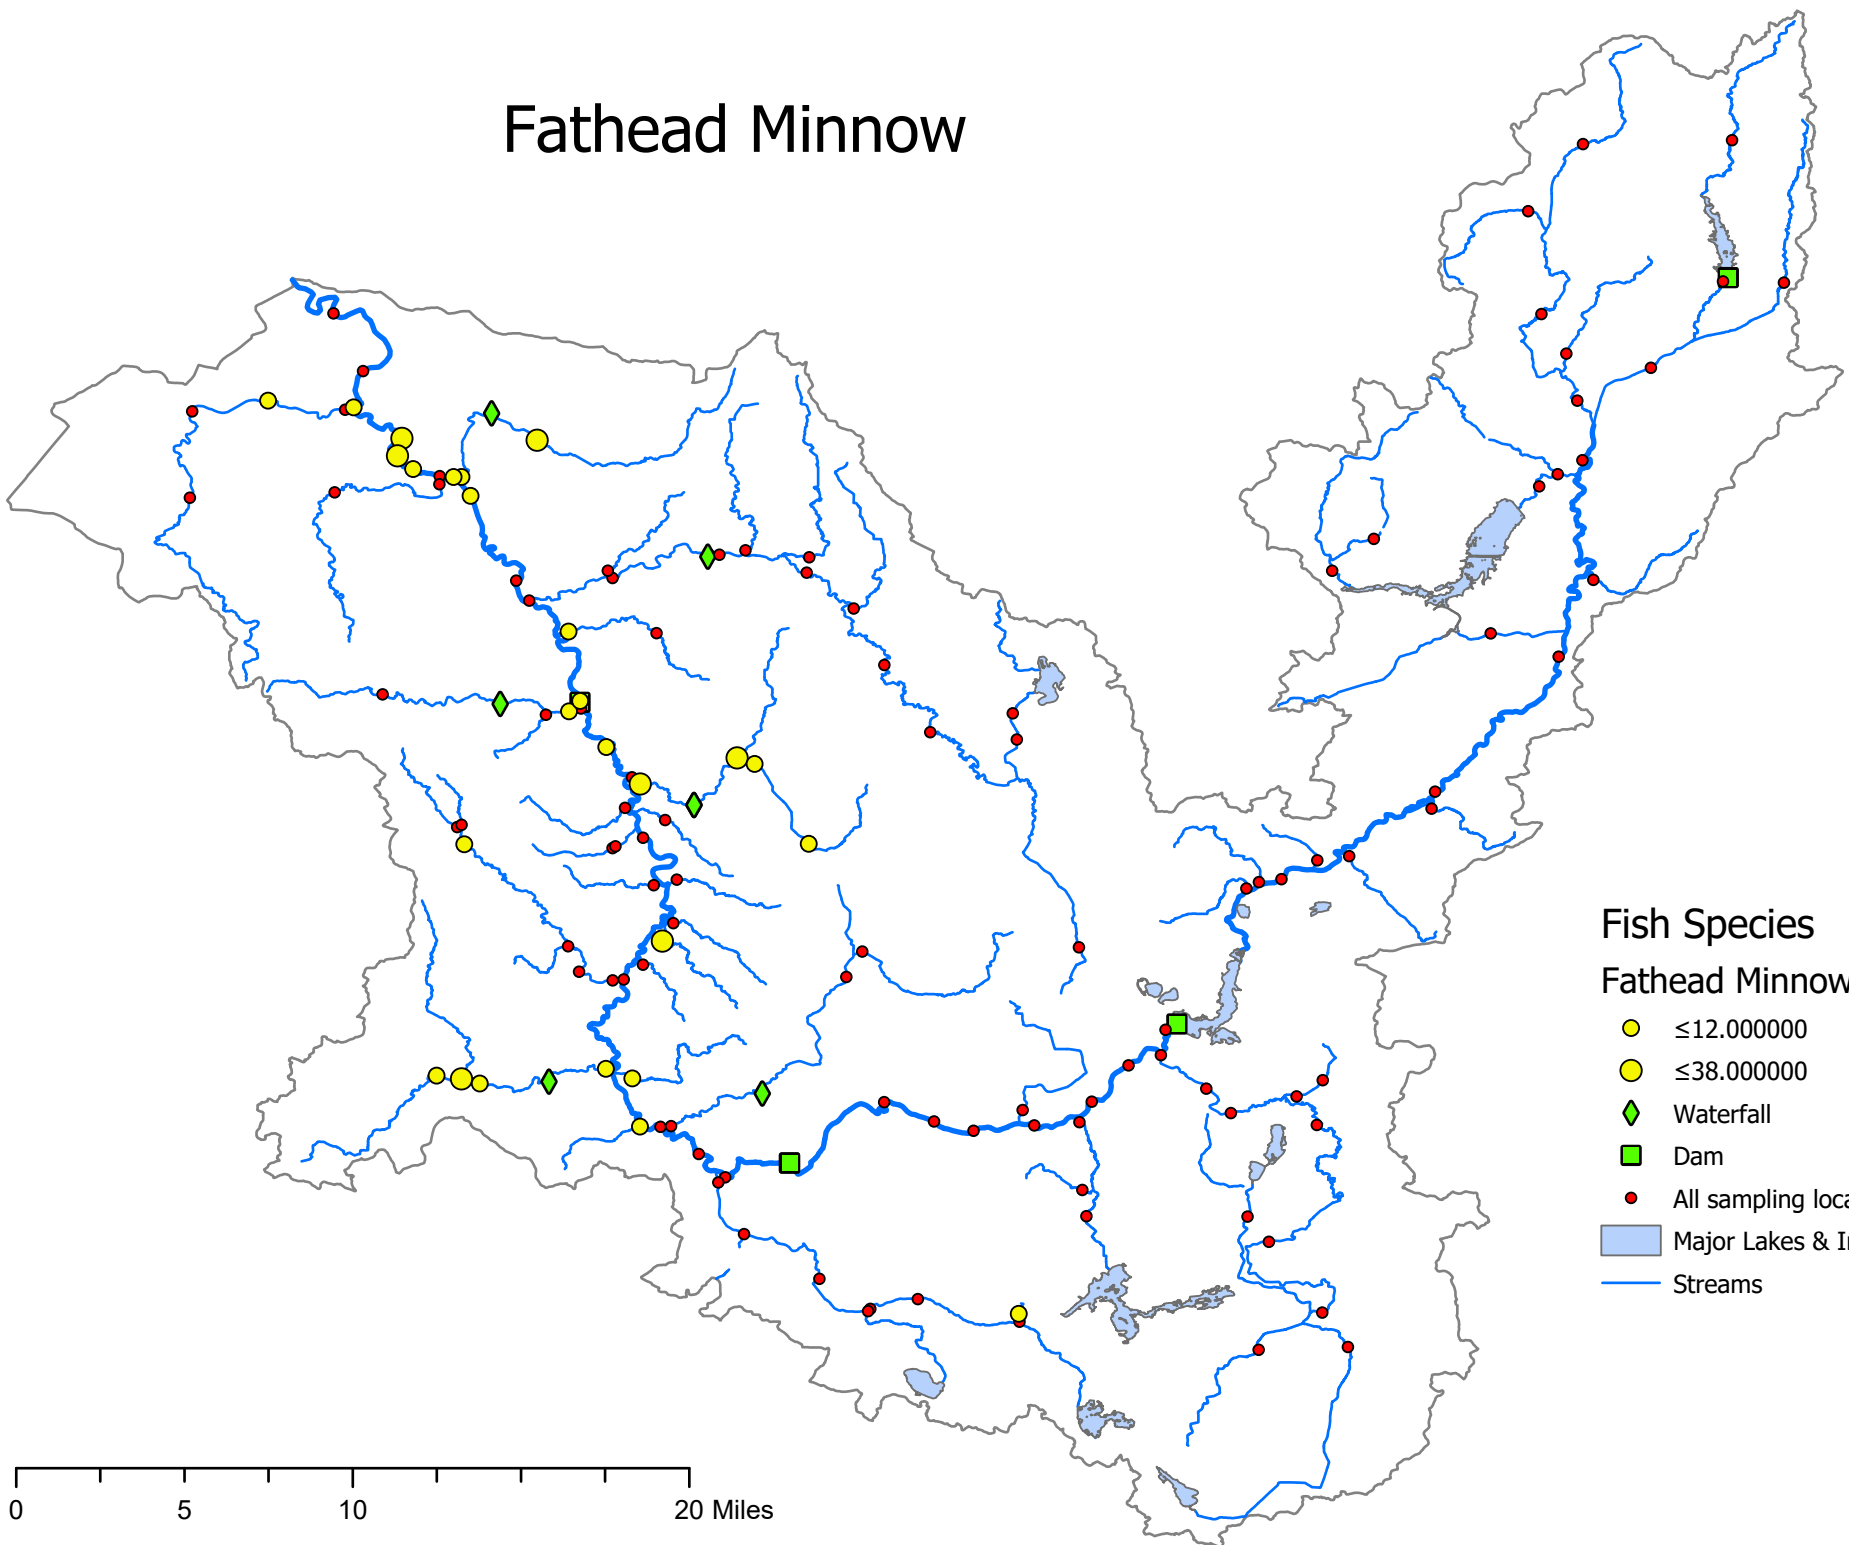 Fathead Minnow
Fish Species
Fathead Minnow
≤12.000000
≤38.000000
Waterfall
Dam
All sampling loca
Major Lakes & I
Streams
0 5 10 20 Miles